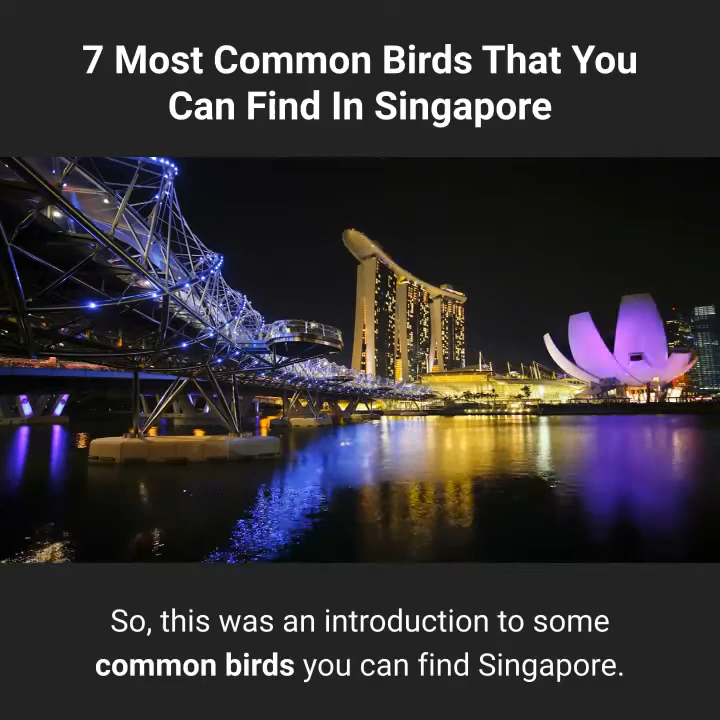 7 Most Common Birds That You
Can Find In Singapore
So, this was an introduction to some
common birds you can find Singapore.